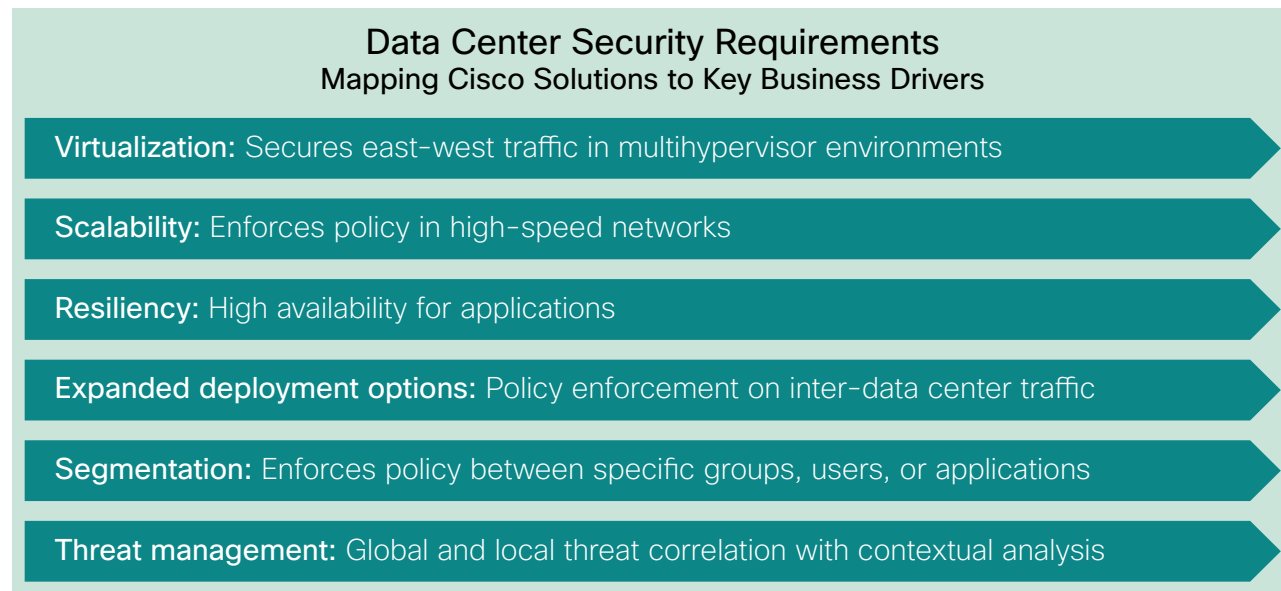 Data Center Security Requirements
Mapping Cisco Solutions to Key Business Drivers
Virtualization: Secures east-west traffic in multihypervisor environments
Scalability: Enforces policy in high-speed networks
Resiliency: High availability for applications
Expanded deployment options: Policy enforcement on inter-data center traffic
Segmentation: Enforces policy between specific groups, users, or applications
Threat management: Global and local threat correlation with contextual analysis